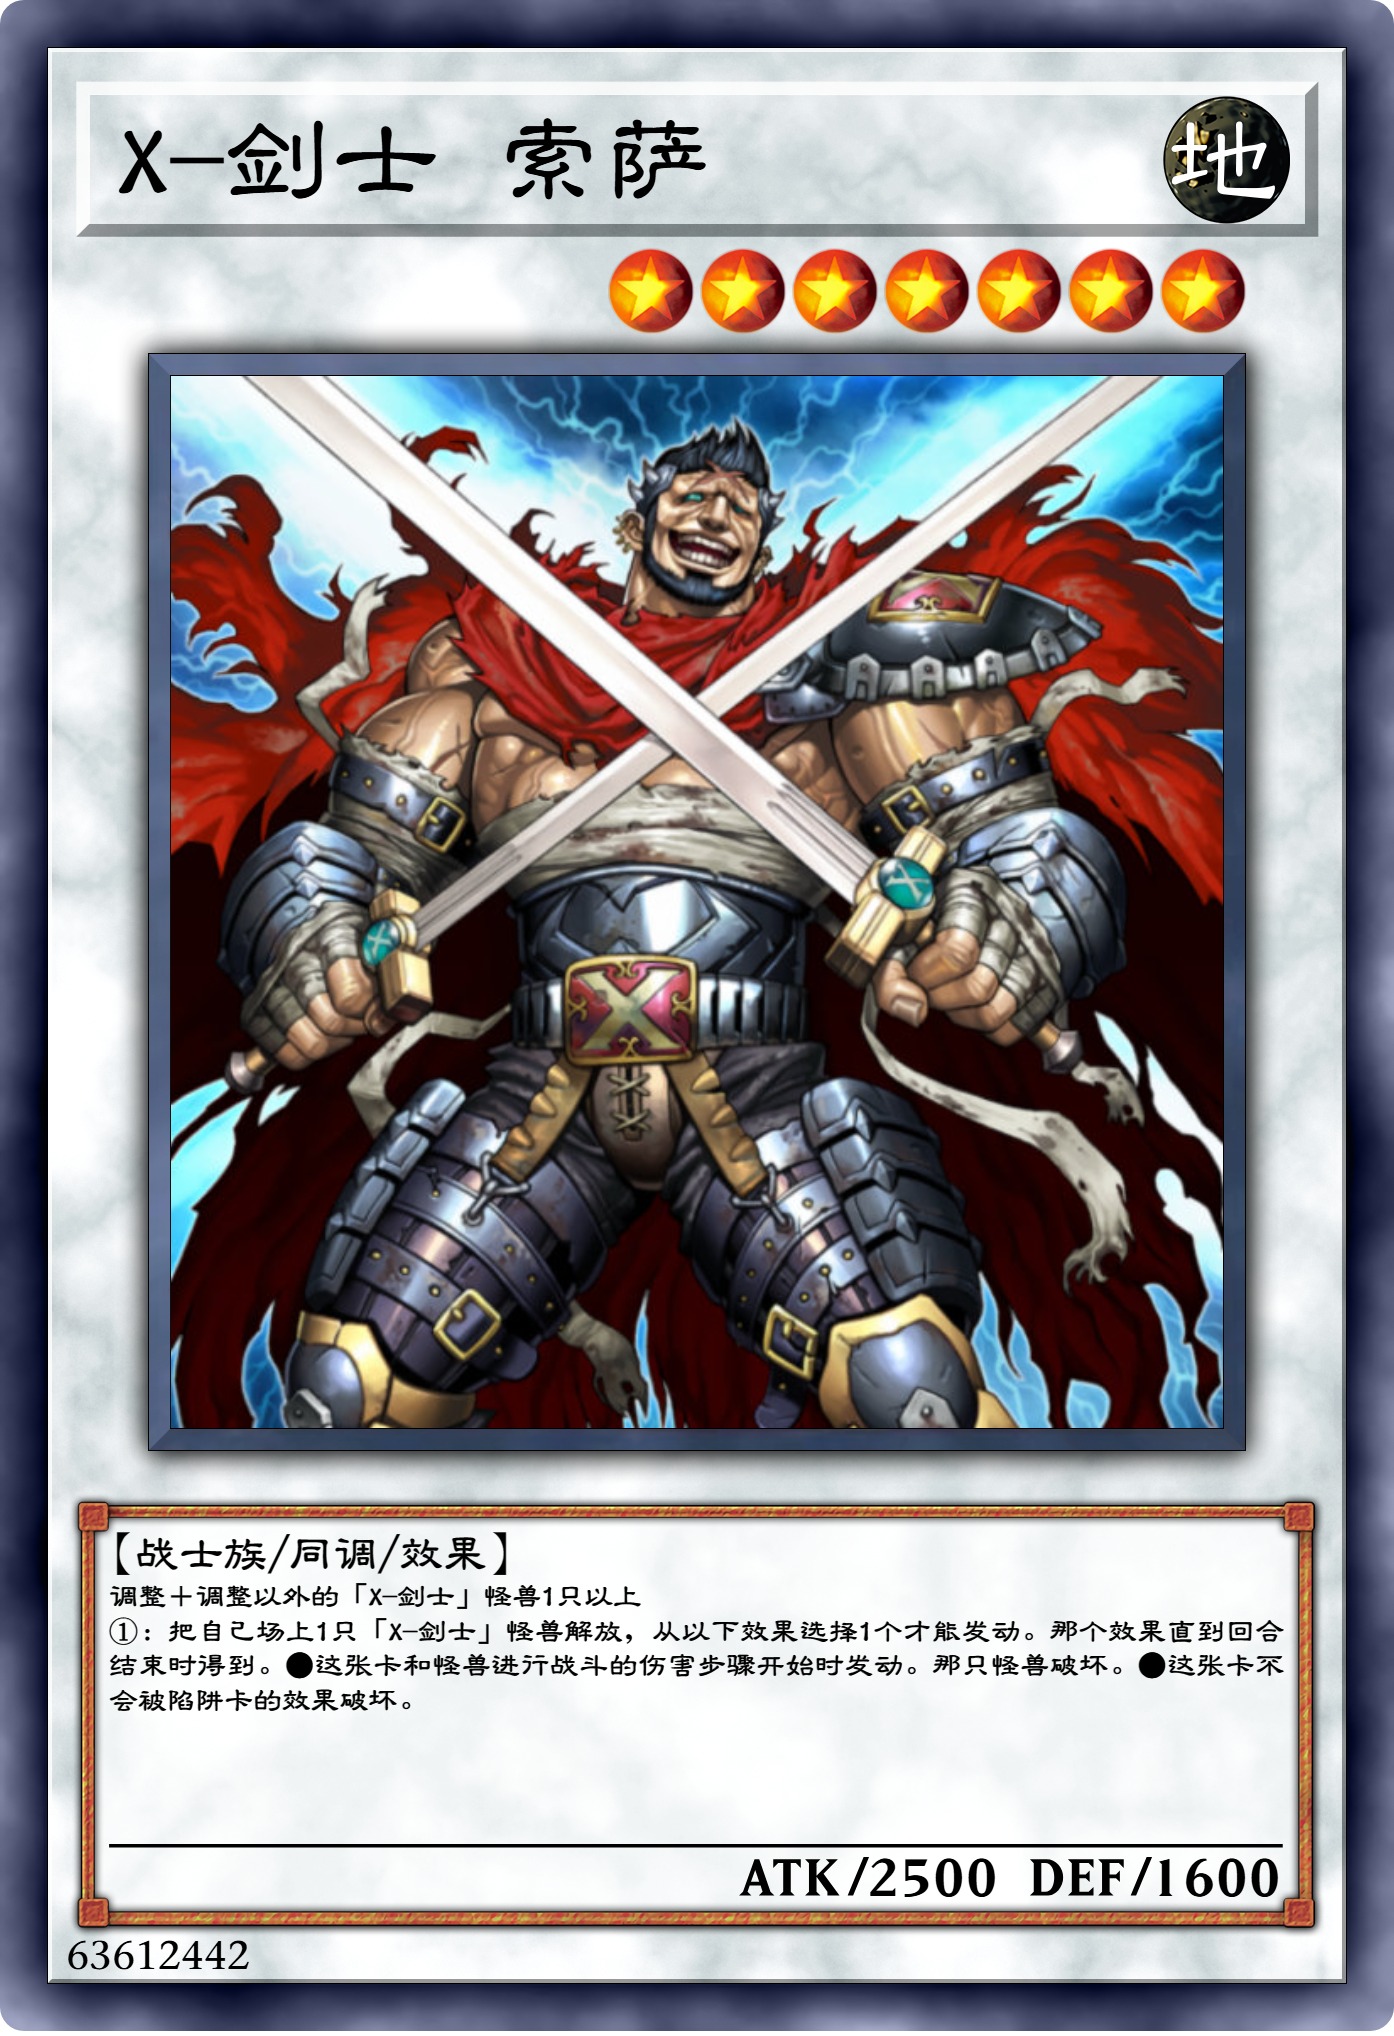 X-剑士 索萨
地
【战士族/同调/效果】
调整＋调整以外的「X-剑士」怪兽1只以上
①：把自己场上1只「X-剑士」怪兽解放，从以下效果选择1个才能发动。那个效果直到回合
结束时得到。●这张卡和怪兽进行战斗的伤害步骤开始时发动。那只怪兽破坏。●这张卡不
会被陷阱卡的效果破坏。
ATK/2500 DEF/1600
63612442